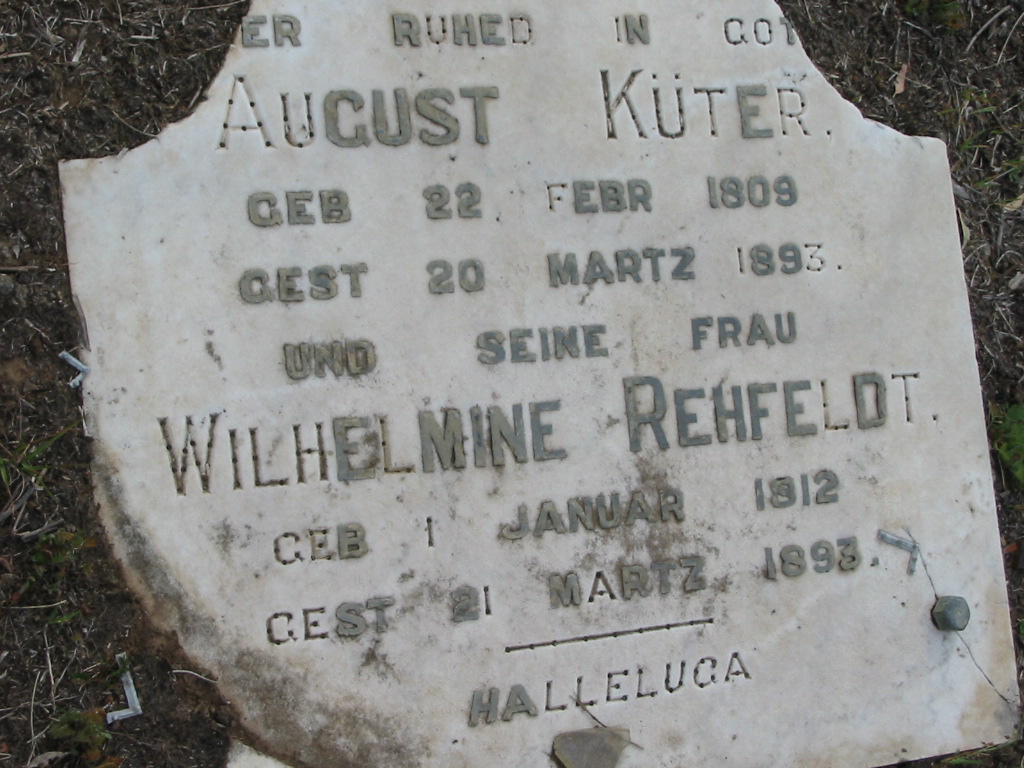 ER RUHED IN GOT
AUGUST KÜTER.
GEB 22 FEBR 1809
GEST 20 MARTZ 1893.
UND SEINE FRAU
WILHELMINE REHFELDT.
GEB 1 JANUAR 1812
GEST 21 MARTZ 1893.
HALLELUGA